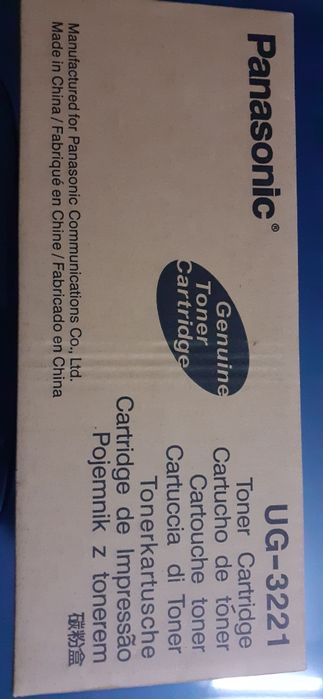 Panasonic®
UG-3221
Genuine
Toner
Cartridge
Toner Cartridge
Cartucho de tóner
Cartouche toner
Cartuccia di Toner
Tonerkartusche
Cartridge de Impressão
Pojemnik z tonerem
碳粉盒
Manufactured for Panasonic Communications Co., Ltd.
Made in China / Fabriqué en Chine / Fabricado en China